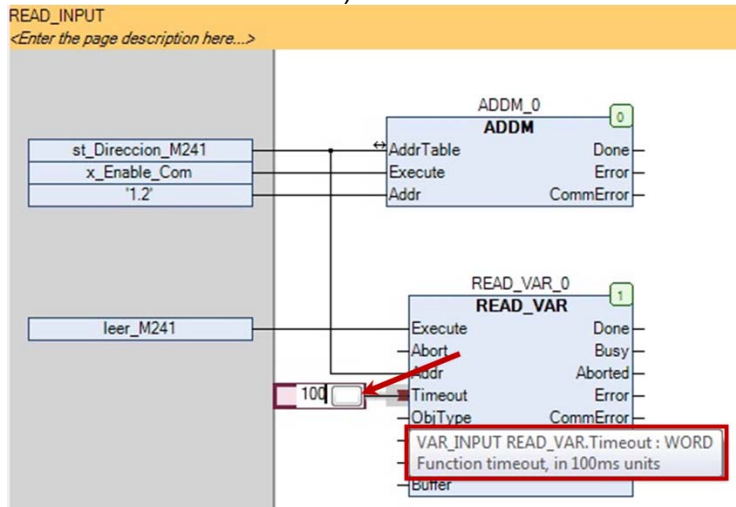 READ_INPUT
<Enter the page description here...>
ADDM_0
0
ADDM
st_Direccion_M241
AddrTable
Done
x_Enable_Com
Execute
Error
'1.2'
Addr
CommError
READ_VAR_0
1
READ_VAR
leer_M241
Execute
Done
Abort
Busy
Addr
Aborted
100
Timeout
Error
ObjType
CommError
VAR_INPUT READ_VAR.Timeout : WORD
Function timeout, in 100ms units
Buffer